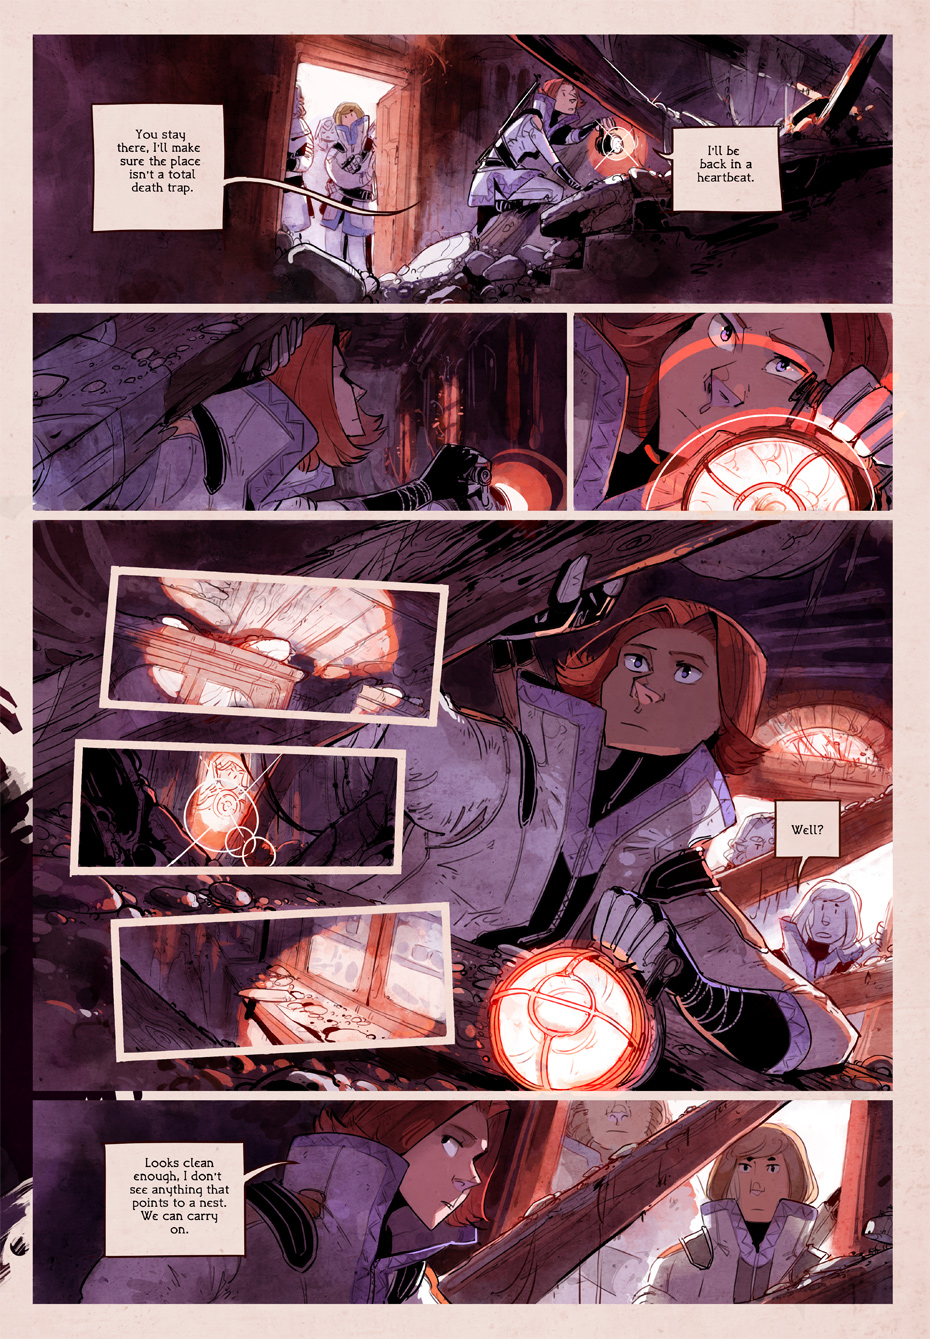 You stay
there, I'll make
sure the place
isn't a total
death trap.
I'll be
back in a
heartbeat.
Well?
Looks clean
enough, I don't
see anything that
points to a nest.
We can carry
on.